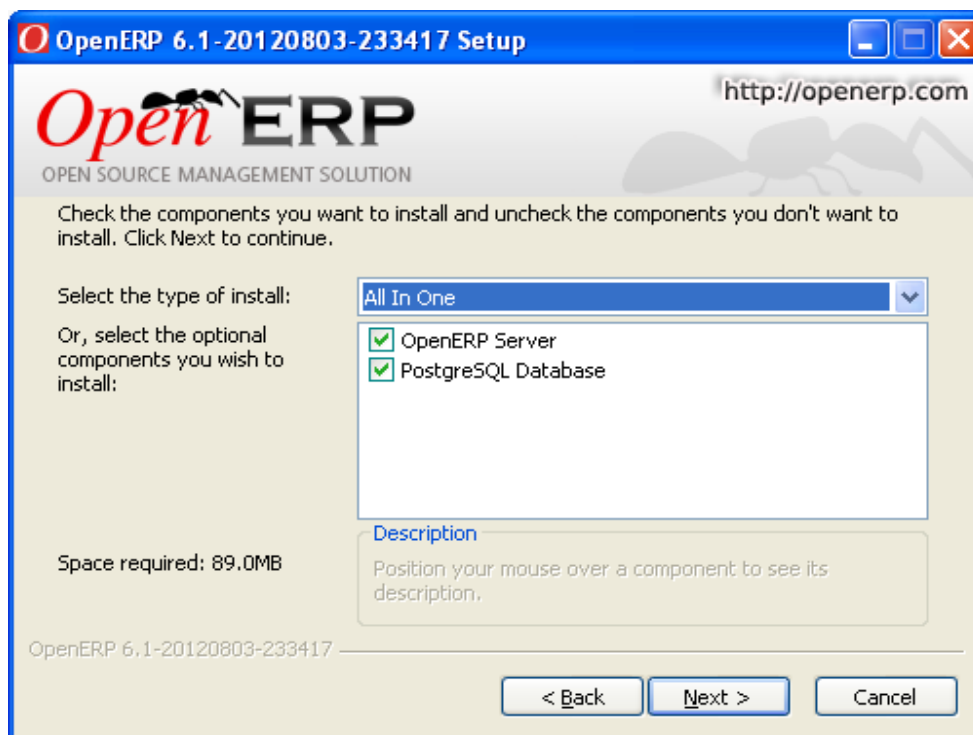 OpenERP 6.1-20120803-233417 Setup
http://openerp.com
Open ERP
OPEN SOURCE MANAGEMENT SOLUTION
Check the components you want to install and uncheck the components you don't want to
install. Click Next to continue.
Select the type of install:
All In One
Or, select the optional
components you wish to
install:
OpenERP Server
PostgreSQL Database
Space required: 89.0MB
Description
Position your mouse over a component to see its
description.
OpenERP 6.1-20120803-233417
< Back
Next >
Cancel